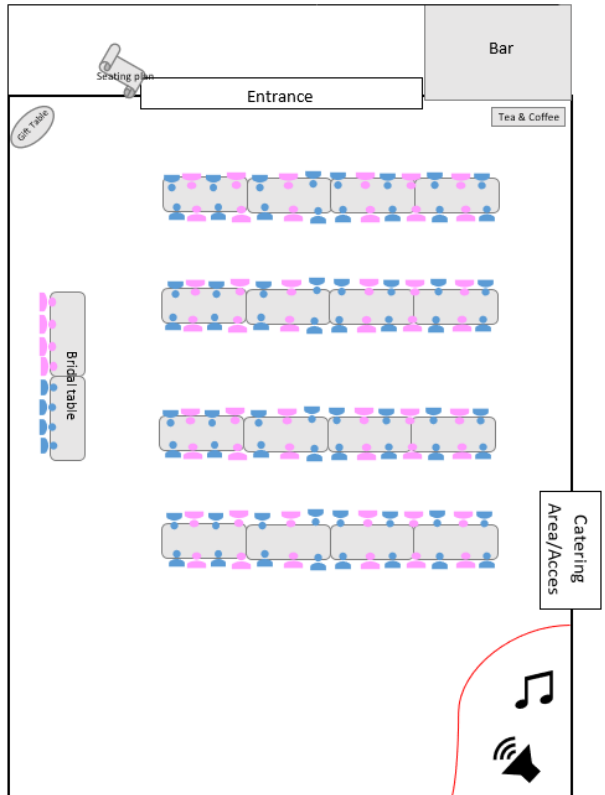 Bar
Seating plan
Entrance
Gift Table
Tea & Coffee
Bridal table
Catering
Area/Acces